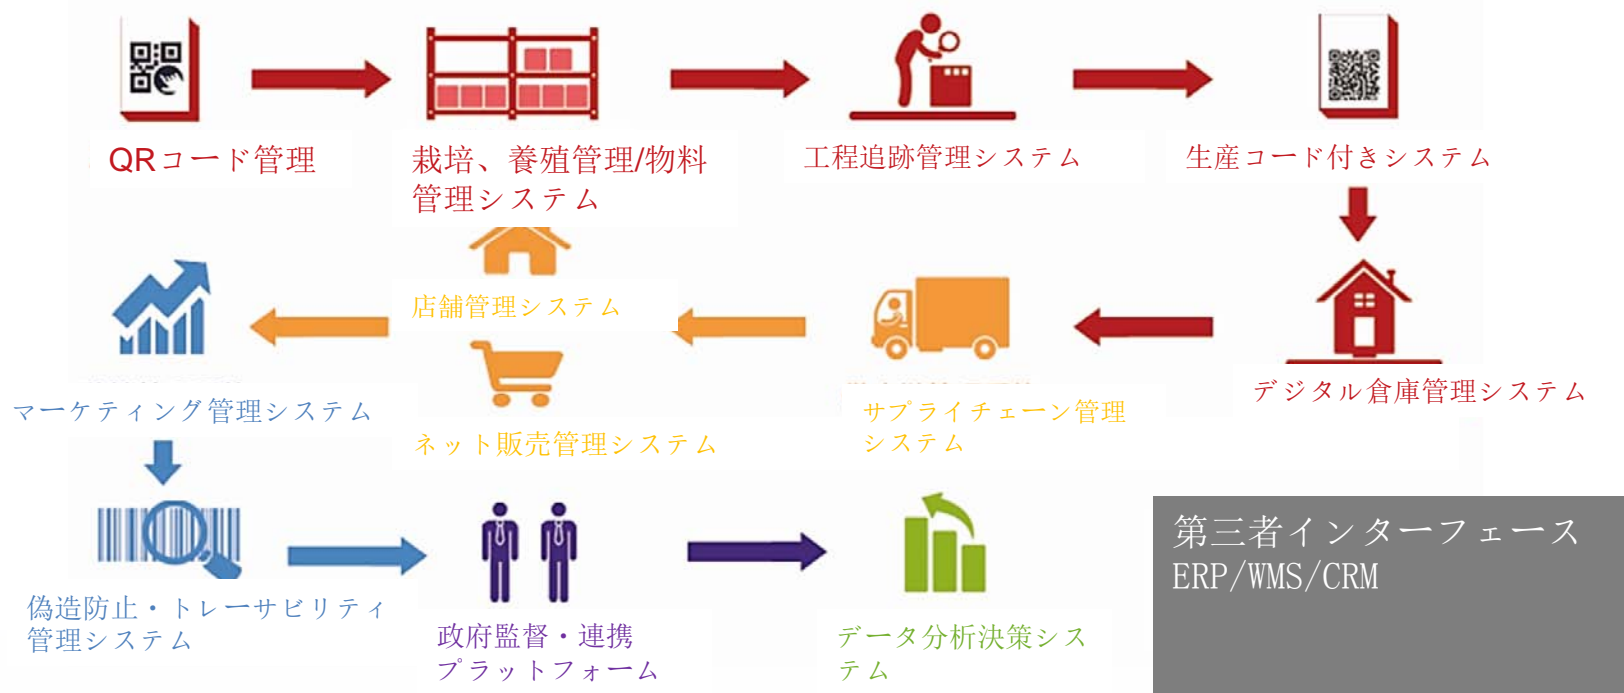 QRコード管理
栽培、養殖管理/物料
管理システム
工程追跡管理システム
生産コード付きシステム
店舗管理システム
マーケティング管理システム
ネット販売管理システム
サプライチェーン管理
システム
デジタル倉庫管理システム
偽造防止・トレーサビリティ
管理システム
政府監督・連携
プラットフォーム
データ分析決策シス
テム
第三者インターフェース
ERP/WMS/CRM